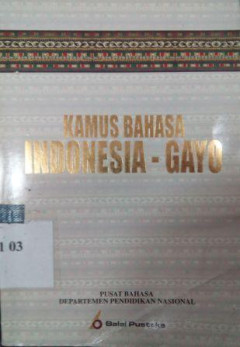 KAMUS BAHASA
INDONESIA - GAYO
1 03
PUSAT BAHASA
DEPARTEMEN PENDIDIKAN NASIONAL
Balai Pustaka